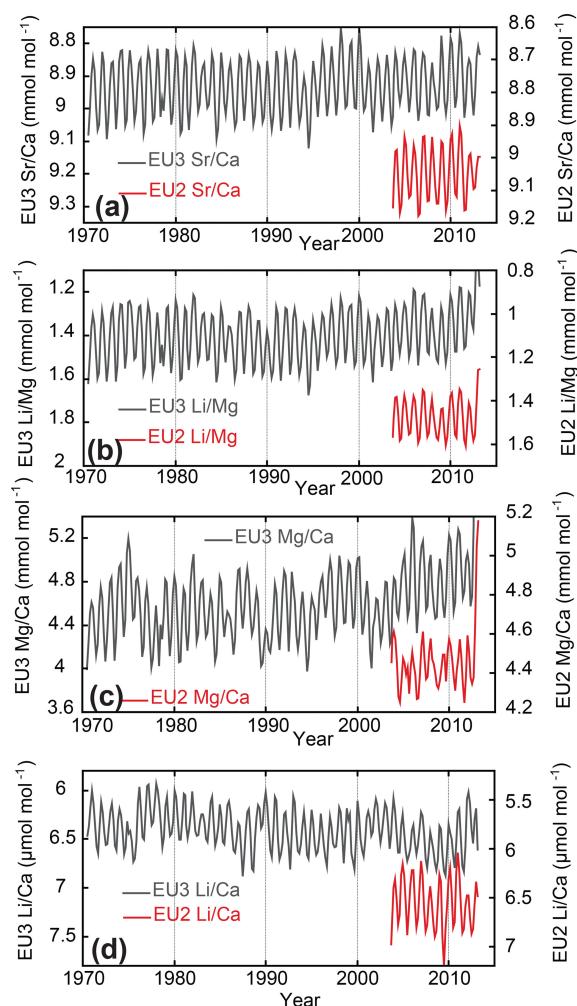 8.8
8.9
9
9.1
9.2
9.3
EU3 Sr/Ca (mmol mol⁻¹)
EU3 Sr/Ca
EU2 Sr/Ca
(a)
8.6
8.7
8.8
8.9
9
9.1
9.2
EU2 Sr/Ca (mmol mol⁻¹)
1970 1980 1990 2000 2010
Year
1.2
1.4
1.6
1.8
2
EU3 Li/Mg (mmol mol⁻¹)
EU3 Li/Mg
EU2 Li/Mg
(b)
0.8
1
1.2
1.4
1.6
EU2 Li/Mg (mmol mol⁻¹)
1970 1980 1990 2000 2010
Year
5.2
4.8
4.4
4
3.6
EU3 Mg/Ca (mmol mol⁻¹)
EU3 Mg/Ca
(c)
EU2 Mg/Ca
5.2
5
4.8
4.6
4.4
4.2
EU2 Mg/Ca (mmol mol⁻¹)
1970 1980 1990 2000 2010
Year
6
6.5
7
7.5
EU3 Li/Ca (µmol mol⁻¹)
EU3 Li/Ca
EU2 Li/Ca
(d)
5.5
6
6.5
7
EU2 Li/Ca (µmol mol⁻¹)
1970 1980 1990 2000 2010
Year